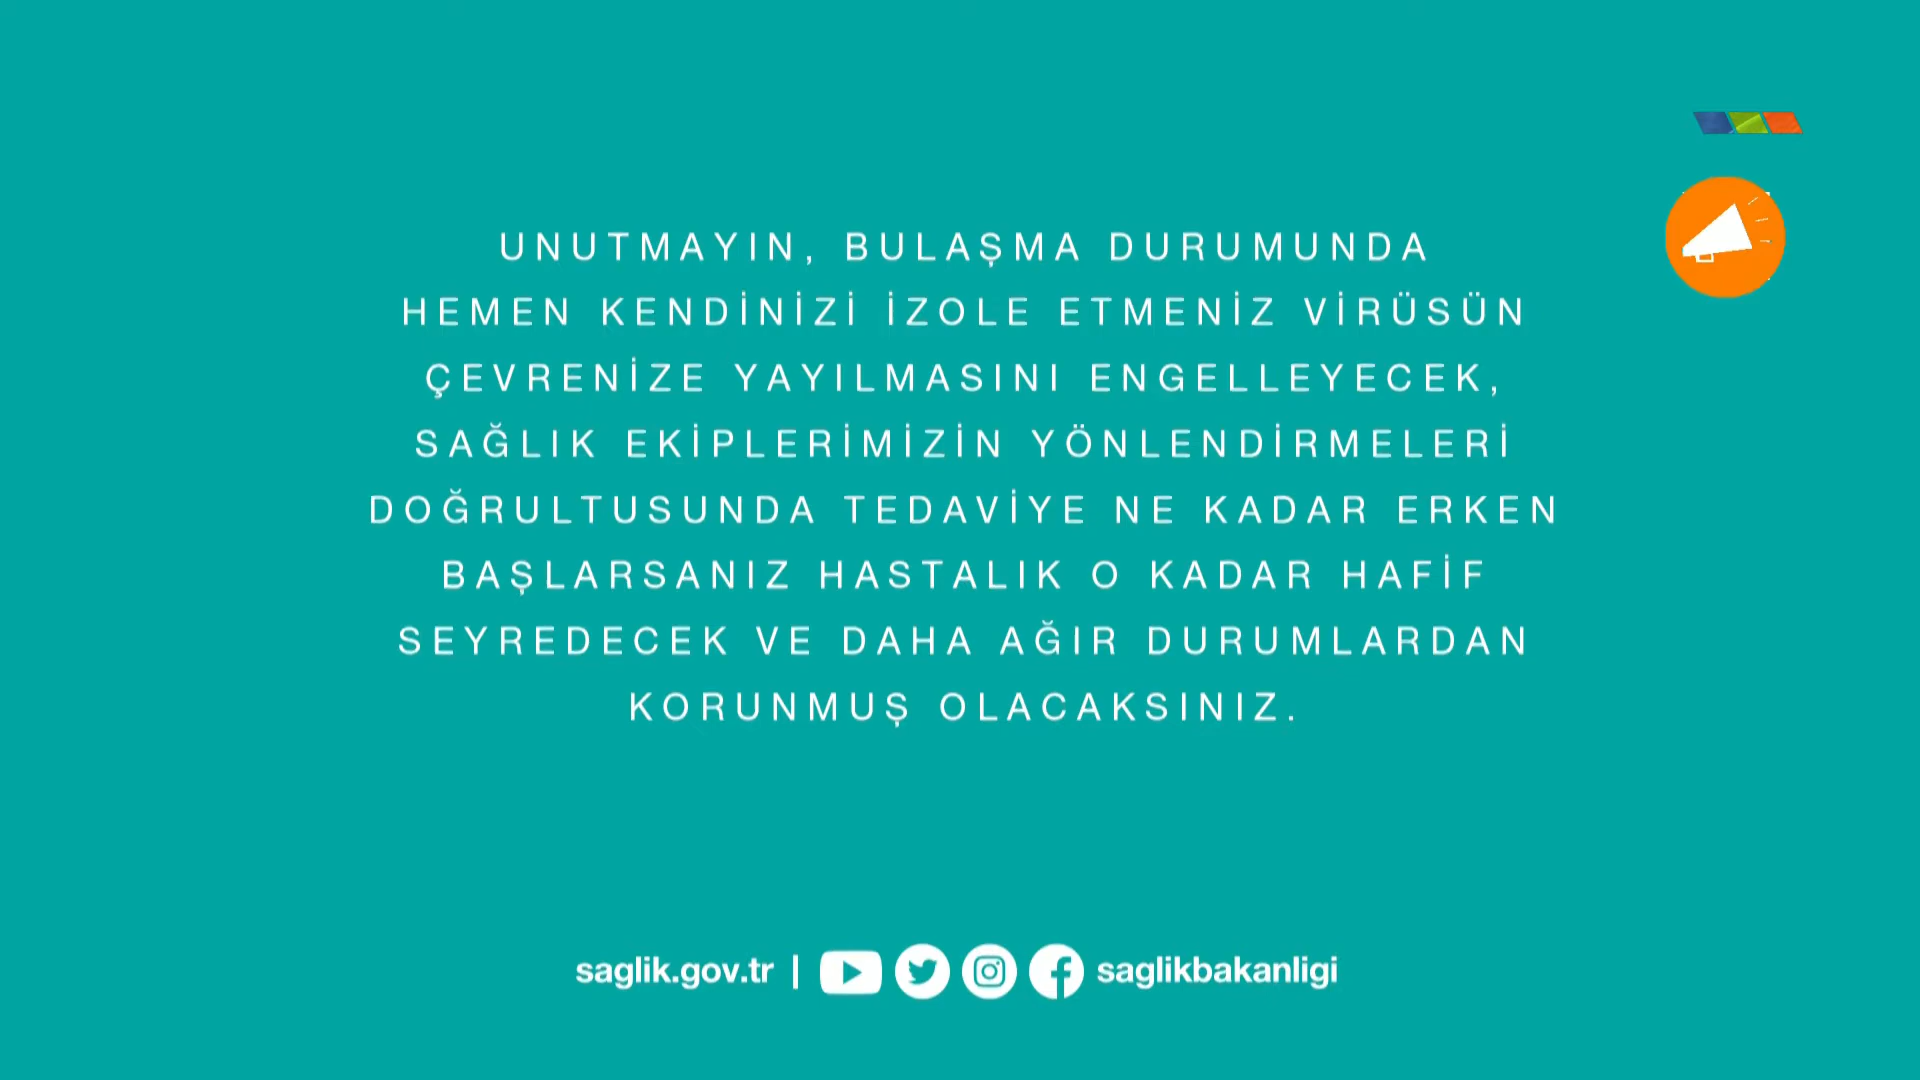 UNUTMAYIN, BULAŞMA DURUMUNDA
HEMEN KENDİNİZİ İZOLE ETMENİZ VİRÜSÜN
ÇEVRENİZE YAYILMASINI ENGELLEYECEK,
SAĞLIK EKİPLERİMİZİN YÖNLENDİRMELERİ
DOĞRULTUSUNDA TEDAVİYE NE KADAR ERKEN
BAŞLARSANIZ HASTALIK O KADAR HAFİF
SEYREDECEK VE DAHA AĞIR DURUMLARDAN
KORUNMUŞ OLACAKSINIZ.
saglik.gov.tr | saglikbakanligi